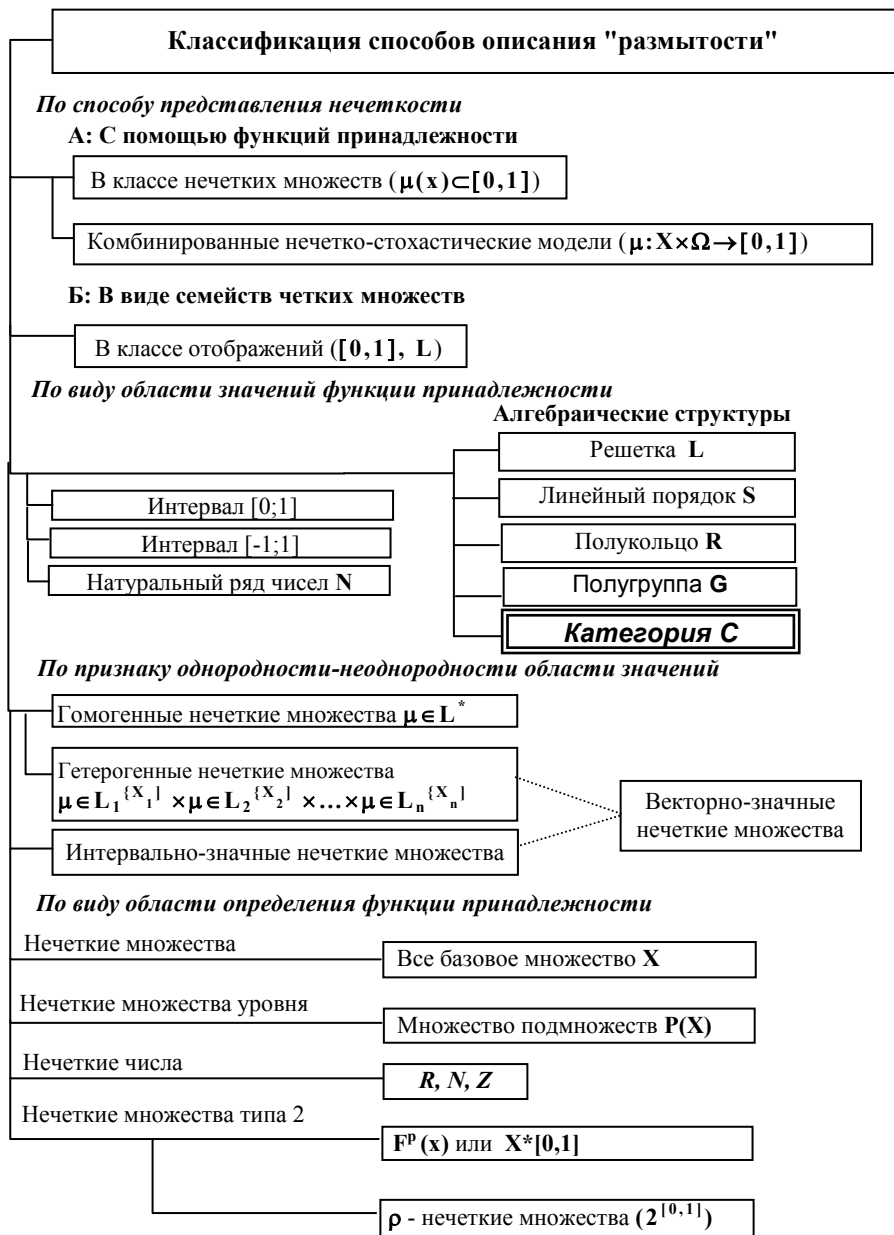 Классификация способов описания "размытости"
По способу представления нечеткости
А: С помощью функций принадлежности
В классе нечетких множеств (μ(x)⊂[0,1])
Комбинированные нечетко-стохастические модели (μ:X×Ω→[0,1])
Б: В виде семейств четких множеств
В классе отображений ([0,1], L)
По виду области значений функции принадлежности
Алгебраические структуры
Решетка L
Линейный порядок S
Интервал [0;1]
Полукольцо R
Интервал [-1;1]
Полугруппа G
Натуральный ряд чисел N
Категория С
По признаку однородности-неоднородности области значений
Гомогенные нечеткие множества μ∈L*
Гетерогенные нечеткие множества
μ∈L₁^{X₁] ×μ∈L₂^{X₂] ×...×μ∈Lₙ^{Xₙ]
Векторно-значные
нечеткие множества
Интервально-значные нечеткие множества
По виду области определения функции принадлежности
Нечеткие множества
Все базовое множество X
Нечеткие множества уровня
Множество подмножеств P(X)
Нечеткие числа
R, N, Z
Нечеткие множества типа 2
Fᵖ(x) или X*[0,1]
ρ - нечеткие множества (2^[0,1])